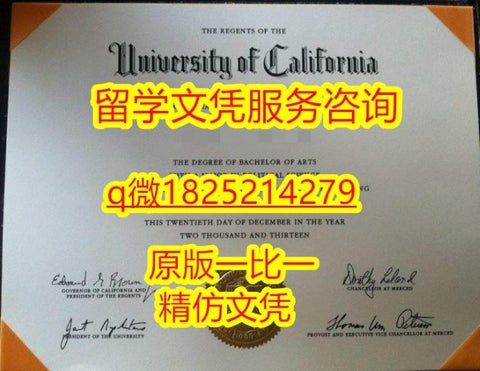 THE REGENTS OF THE
University of California
留学文凭服务咨询
THE DEGREE OF BACHELOR OF ARTS
q微1825214279
THIS TWENTIETH DAY OF DECEMBER IN THE YEAR
TWO THOUSAND AND THIRTEEN
原版一比一
精仿文凭
GOVERNOR OF CALIFORNIA AND
PRESIDENT OF THE REGENTS
CHANCELLOR AT MERCED
PRESIDENT OF THE UNIVERSITY
PROVOST AND EXECUTIVE VICE CHANCELLOR AT MERCED